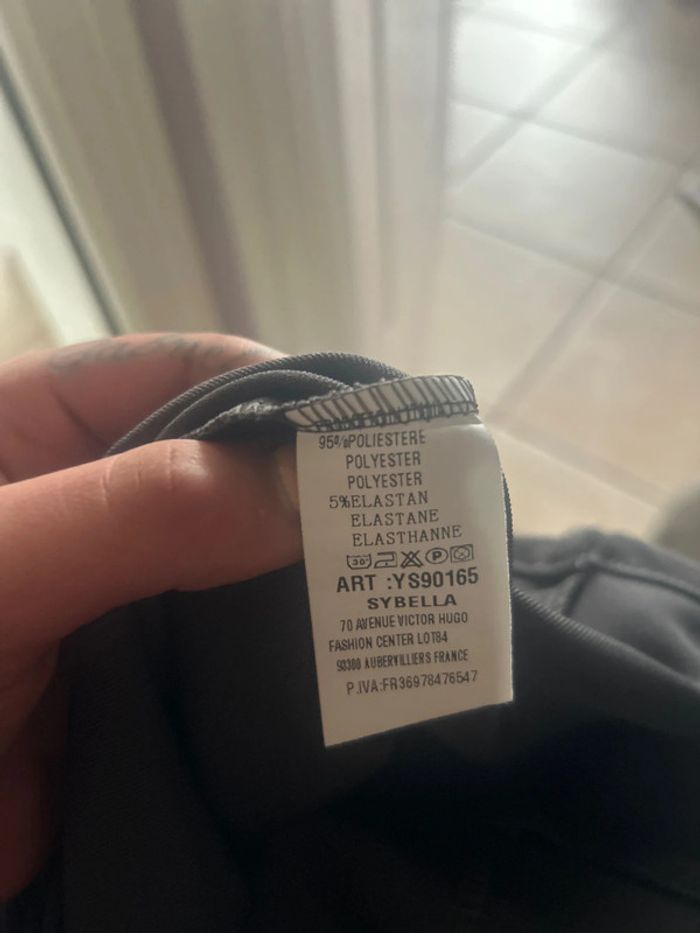 95%POLIESTERE
POLYESTER
POLYESTER
5%ELASTAN
ELASTANE
ELASTHANNE
30° P
ART :YS90165
SYBELLA
70 AVENUE VICTOR HUGO
FASHION CENTER LOT84
93300 AUBERVILLIERS FRANCE
P.IVA:FR36978476547